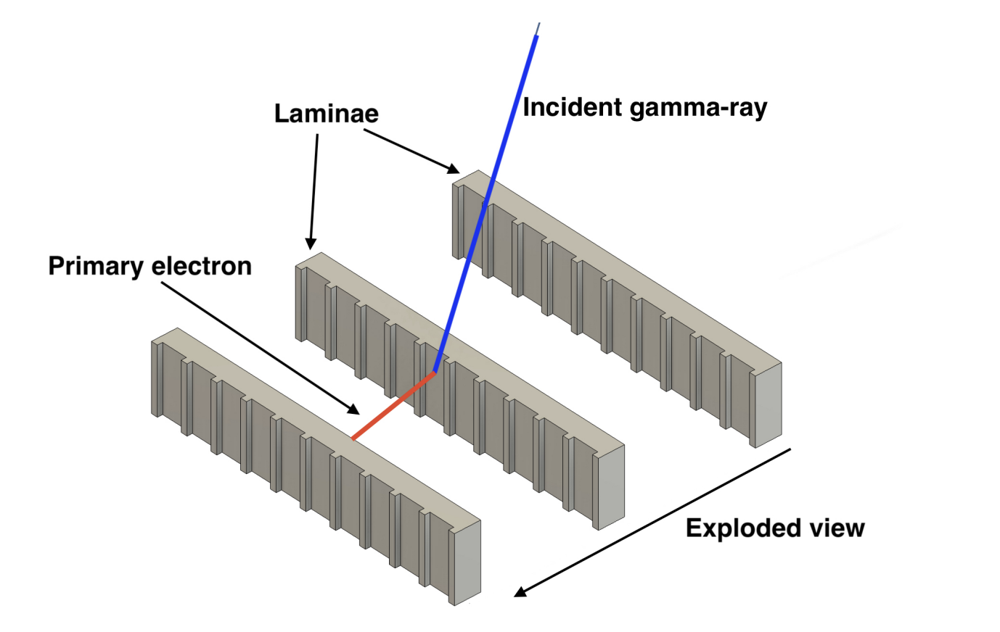 Incident gamma-ray
Laminae
Primary electron
Exploded view